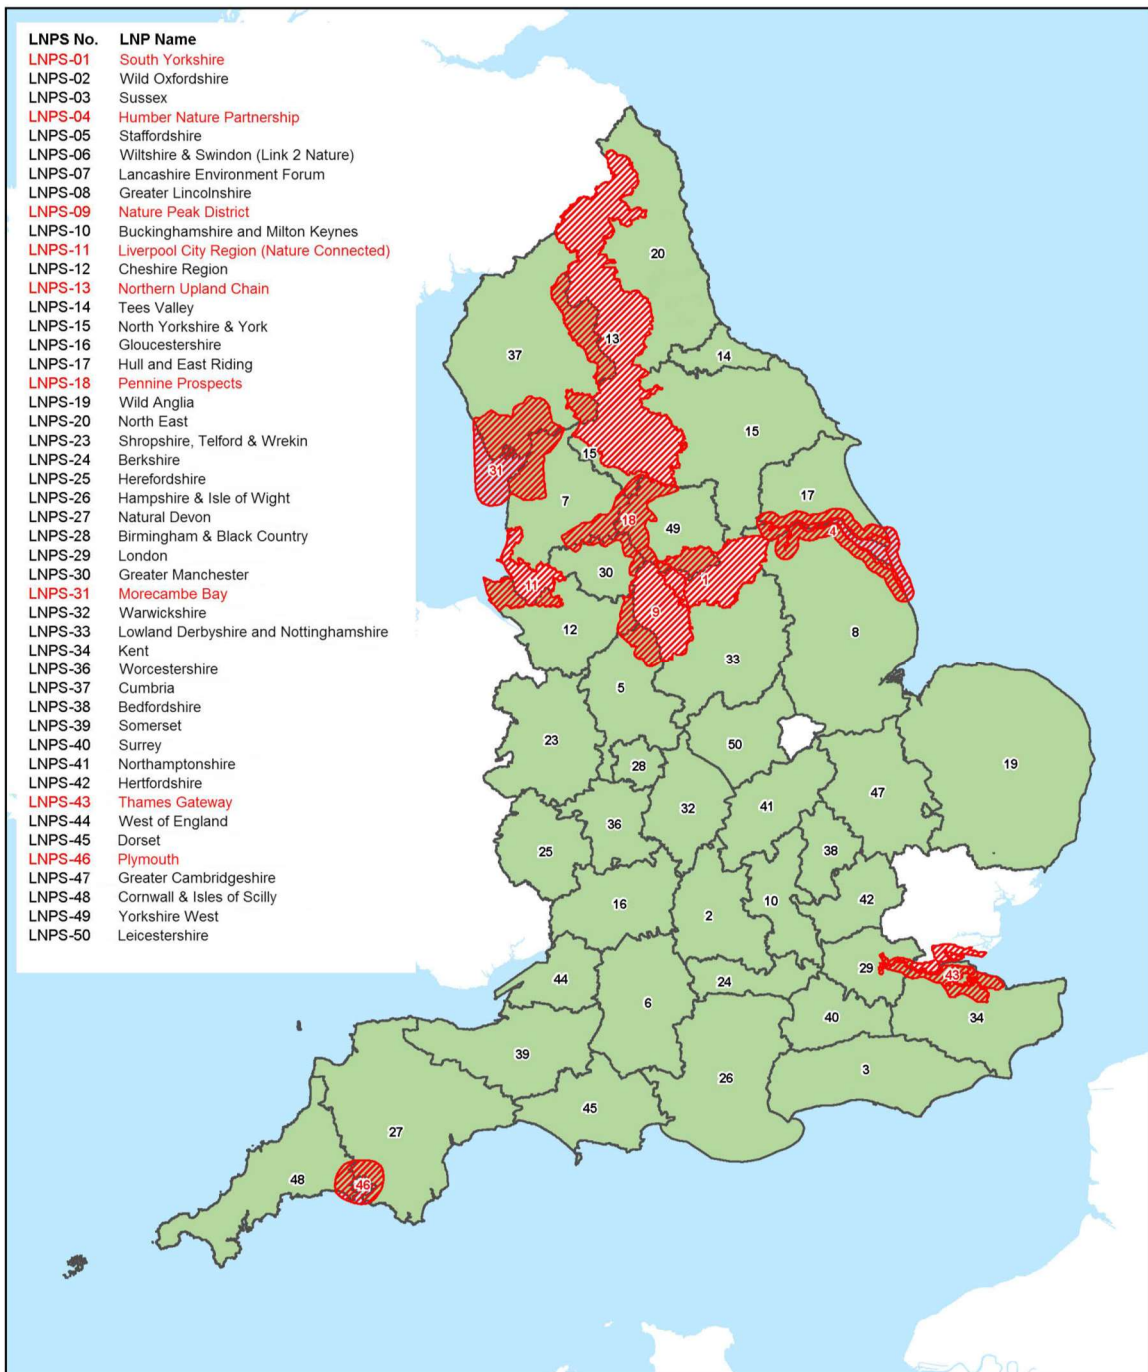 LNPS No. LNP Name
LNPS-01 South Yorkshire
LNPS-02 Wild Oxfordshire
LNPS-03 Sussex
LNPS-04 Humber Nature Partnership
LNPS-05 Staffordshire
LNPS-06 Wiltshire & Swindon (Link 2 Nature)
LNPS-07 Lancashire Environment Forum
LNPS-08 Greater Lincolnshire
LNPS-09 Nature Peak District
LNPS-10 Buckinghamshire and Milton Keynes
LNPS-11 Liverpool City Region (Nature Connected)
LNPS-12 Cheshire Region
LNPS-13 Northern Upland Chain
LNPS-14 Tees Valley
LNPS-15 North Yorkshire & York
LNPS-16 Gloucestershire
LNPS-17 Hull and East Riding
LNPS-18 Pennine Prospects
LNPS-19 Wild Anglia
LNPS-20 North East
LNPS-23 Shropshire, Telford & Wrekin
LNPS-24 Berkshire
LNPS-25 Herefordshire
LNPS-26 Hampshire & Isle of Wight
LNPS-27 Natural Devon
LNPS-28 Birmingham & Black Country
LNPS-29 London
LNPS-30 Greater Manchester
LNPS-31 Morecambe Bay
LNPS-32 Warwickshire
LNPS-33 Lowland Derbyshire and Nottinghamshire
LNPS-34 Kent
LNPS-36 Worcestershire
LNPS-37 Cumbria
LNPS-38 Bedfordshire
LNPS-39 Somerset
LNPS-40 Surrey
LNPS-41 Northamptonshire
LNPS-42 Hertfordshire
LNPS-43 Thames Gateway
LNPS-44 West of England
LNPS-45 Dorset
LNPS-46 Plymouth
LNPS-47 Greater Cambridgeshire
LNPS-48 Cornwall & Isles of Scilly
LNPS-49 Yorkshire West
LNPS-50 Leicestershire
20
13
37
14
15
15
31
17
7
18
49
4
30
1
11
9
12
8
33
5
23
50
28
19
47
32
41
36
38
25
42
10
16
2
29
43
44
24
6
34
40
39
3
26
45
27
48
46